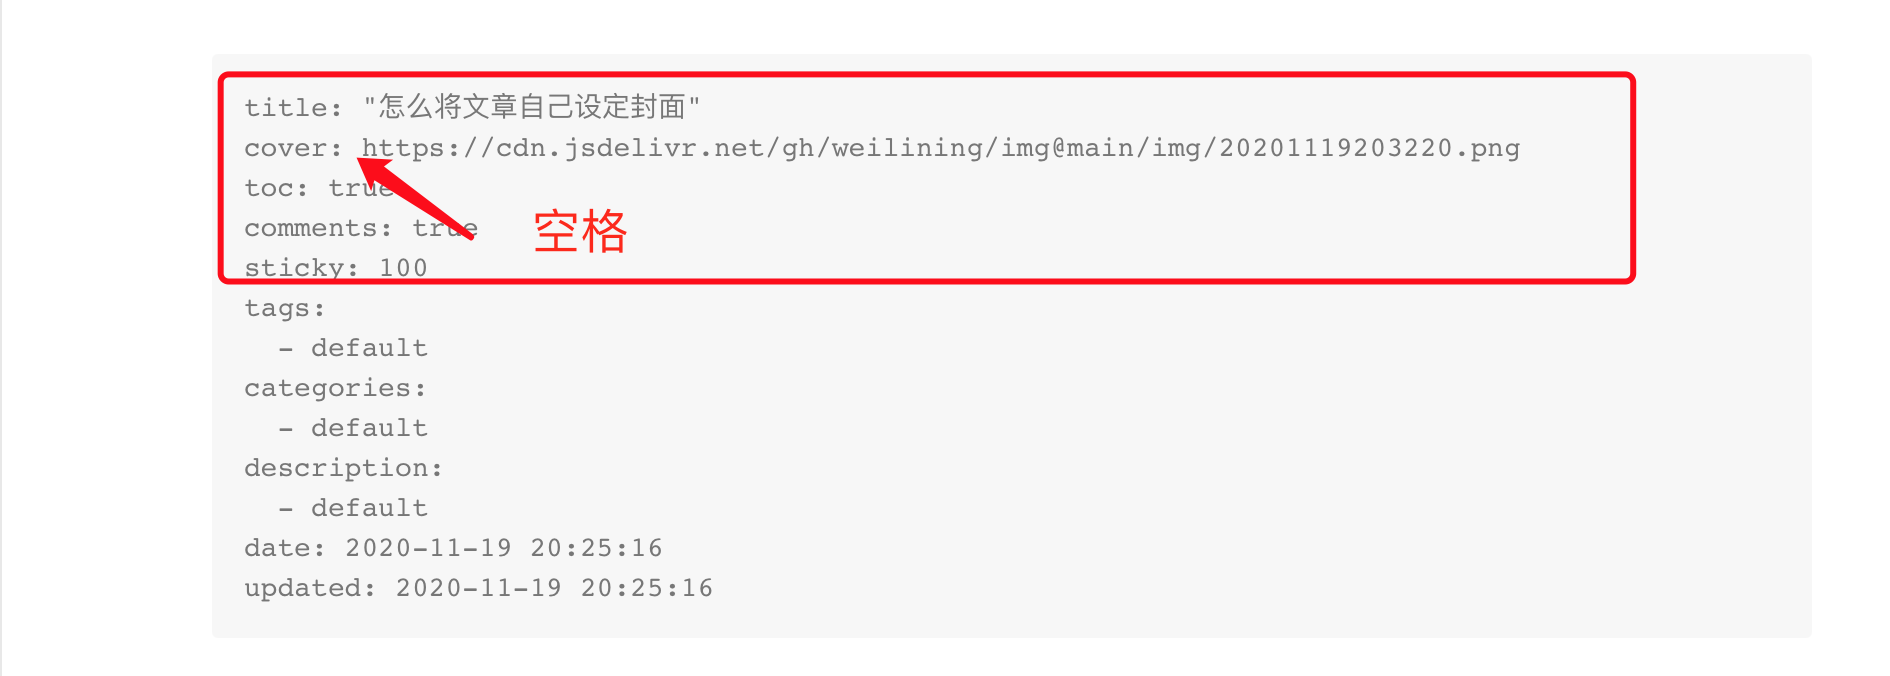 title: "怎么将文章自己设定封面"
cover: https://cdn.jsdelivr.net/gh/weilining/img@main/img/20201119203220.png
toc: true
comments: true
空格
sticky: 100
tags:
  - default
categories:
  - default
description:
  - default
date: 2020-11-19 20:25:16
updated: 2020-11-19 20:25:16